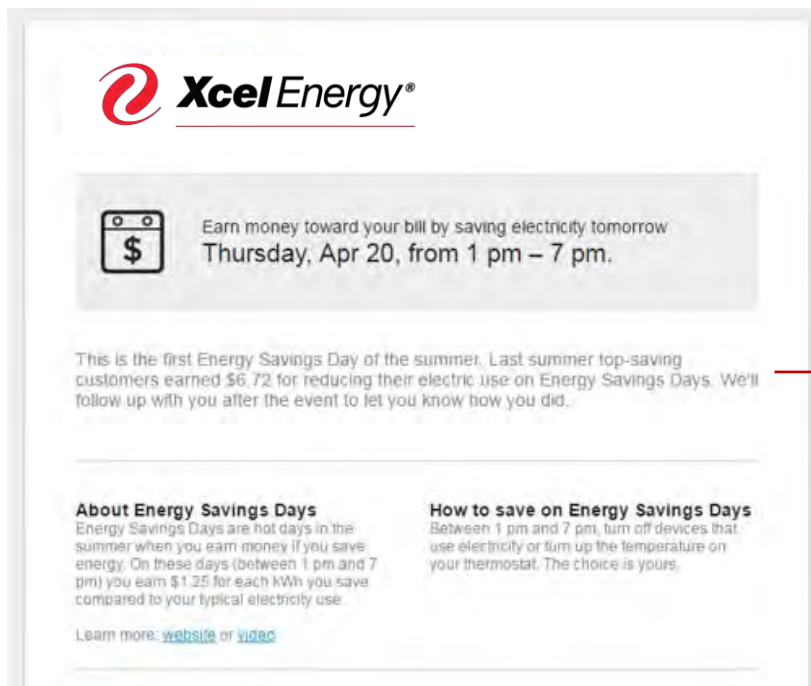 Xcel Energy®
$
Earn money toward your bill by saving electricity tomorrow
Thursday, Apr 20, from 1 pm – 7 pm.
This is the first Energy Savings Day of the summer. Last summer top-saving
customers earned $6.72 for reducing their electric use on Energy Savings Days. We'll
follow up with you after the event to let you know how you did.
About Energy Savings Days
Energy Savings Days are hot days in the
summer when you earn money if you save
energy. On these days (between 1 pm and 7
pm) you earn $1.25 for each kWh you save
compared to your typical electricity use.
Learn more: website or video
How to save on Energy Savings Days
Between 1 pm and 7 pm, turn off devices that
use electricity or turn up the temperature on
your thermostat. The choice is yours.